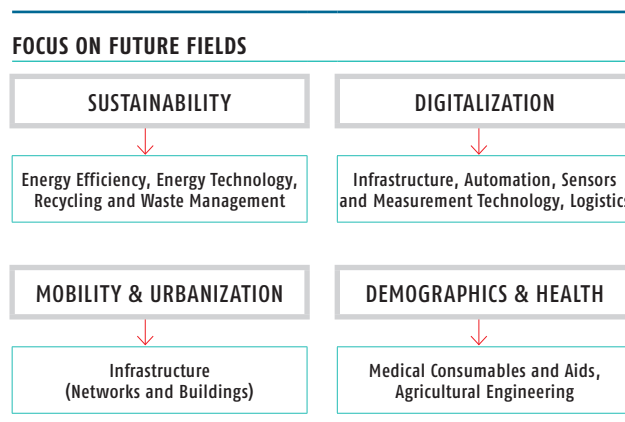 FOCUS ON FUTURE FIELDS
SUSTAINABILITY
Energy Efficiency, Energy Technology,
Recycling and Waste Management
DIGITALIZATION
Infrastructure, Automation, Sensors
and Measurement Technology, Logistics
MOBILITY & URBANIZATION
Infrastructure
(Networks and Buildings)
DEMOGRAPHICS & HEALTH
Medical Consumables and Aids,
Agricultural Engineering